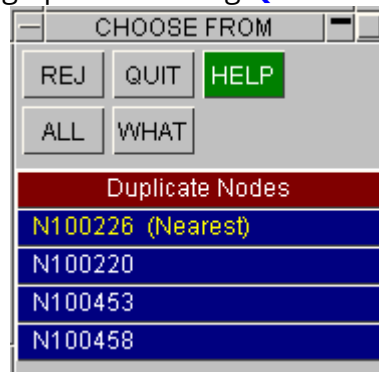 CHOOSE FROM
REJ QUIT HELP
ALL WHAT
Duplicate Nodes
N100226 (Nearest)
N100220
N100453
N100458